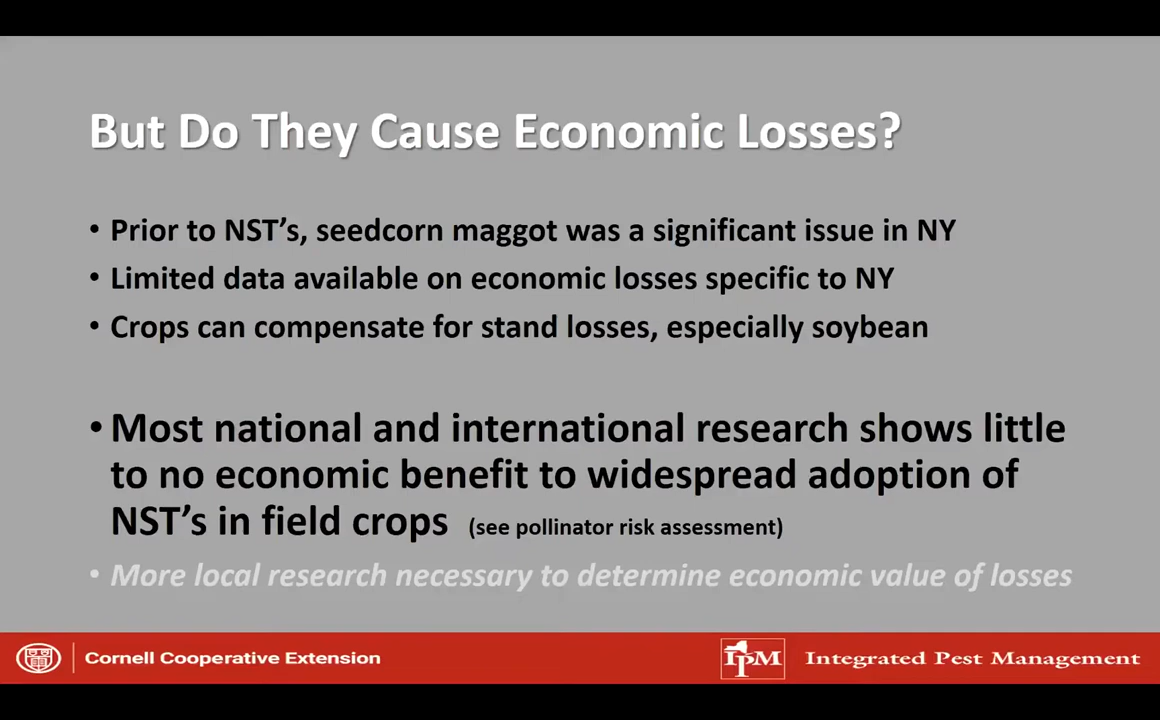 But Do They Cause Economic Losses?
• Prior to NST’s, seedcorn maggot was a significant issue in NY
• Limited data available on economic losses specific to NY
• Crops can compensate for stand losses, especially soybean
• Most national and international research shows little
to no economic benefit to widespread adoption of
NST’s in field crops (see pollinator risk assessment)
• More local research necessary to determine economic value of losses
Cornell Cooperative Extension
IPM Integrated Pest Management